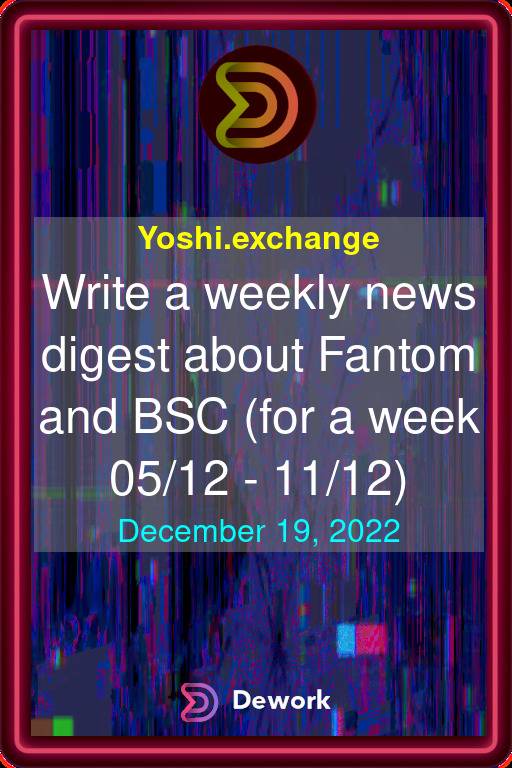 Yoshi.exchange
Write a weekly news
digest about Fantom
and BSC (for a week
05/12 - 11/12)
December 19, 2022
Dework